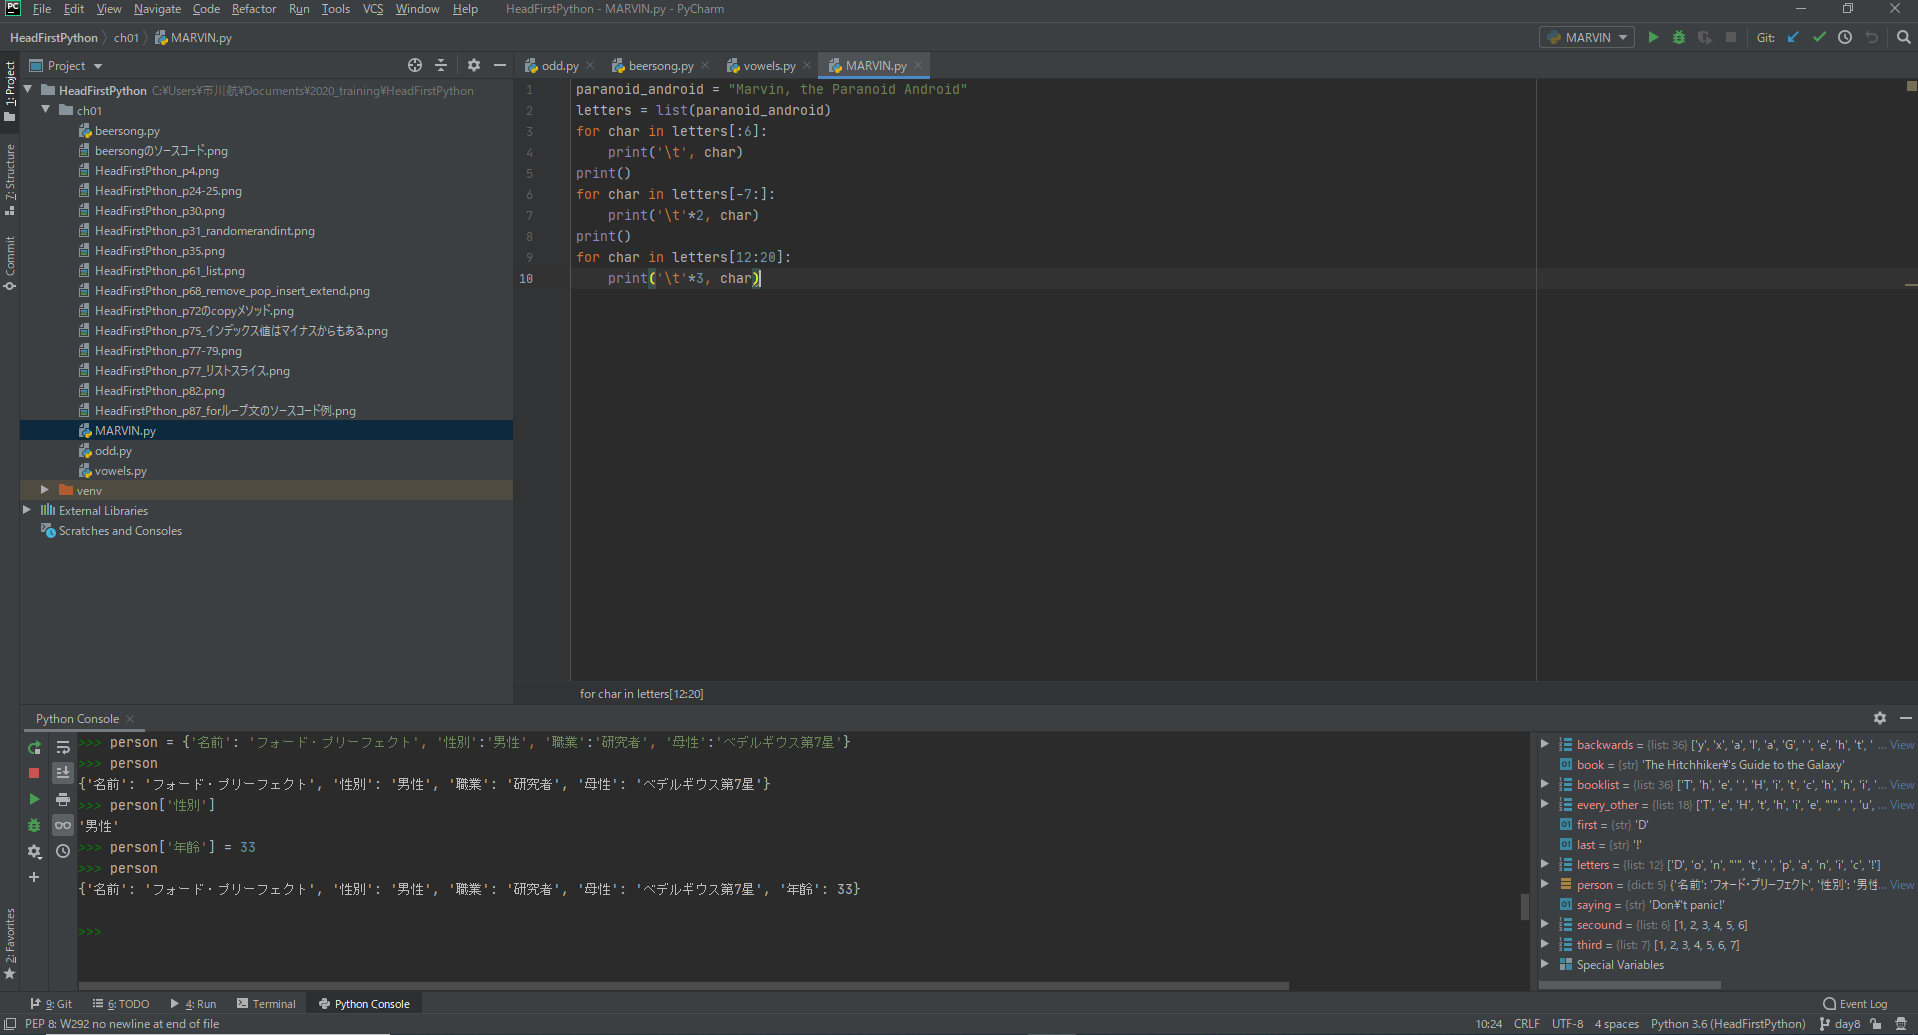 PC File Edit View Navigate Code Refactor Run Tools VCS Window Help HeadFirstPython - MARVIN.py - PyCharm
HeadFirstPython ch01 MARVIN.py MARVIN Git:
1: Project
7: Structure
Commit
2: Favorites
Project
HeadFirstPython C:¥Users¥市川航¥Documents¥2020_training¥HeadFirstPython
ch01
beersong.py
beersongのソースコード.png
HeadFirstPthon_p4.png
HeadFirstPthon_p24-25.png
HeadFirstPthon_p30.png
HeadFirstPthon_p31_randomerandint.png
HeadFirstPthon_p35.png
HeadFirstPthon_p61_list.png
HeadFirstPthon_p68_remove_pop_insert_extend.png
HeadFirstPthon_p72のcopyメソッド.png
HeadFirstPthon_p75_インデックス値はマイナスからもある.png
HeadFirstPthon_p77-79.png
HeadFirstPthon_p77_リストスライス.png
HeadFirstPthon_p82.png
HeadFirstPthon_p87_forループ文のソースコード例.png
MARVIN.py
odd.py
vowels.py
venv
External Libraries
Scratches and Consoles
odd.py beersong.py vowels.py MARVIN.py
1 paranoid_android = "Marvin, the Paranoid Android"
2 letters = list(paranoid_android)
3 for char in letters[:6]:
4 print('\t', char)
5 print()
6 for char in letters[-7:]:
7 print('\t'*2, char)
8 print()
9 for char in letters[12:20]:
10 print('\t'*3, char)
for char in letters[12:20]
Python Console
>>> person = {'名前': 'フォード・プリーフェクト', '性別':'男性', '職業':'研究者', '母性':'ベデルギウス第7星'}
>>> person
{'名前': 'フォード・プリーフェクト', '性別': '男性', '職業': '研究者', '母性': 'ベデルギウス第7星'}
>>> person['性別']
'男性'
>>> person['年齢'] = 33
>>> person
{'名前': 'フォード・プリーフェクト', '性別': '男性', '職業': '研究者', '母性': 'ベデルギウス第7星', '年齢': 33}
>>>
backwards = {list: 36} ['y', 'x', 'a', 'l', 'a', 'G', ' ', 'e', 'h', 't', ' ... View
book = {str} 'The Hitchhiker¥'s Guide to the Galaxy'
booklist = {list: 36} ['T', 'h', 'e', ' ', 'H', 'i', 't', 'c', 'h', 'h', 'i', ' ... View
every_other = {list: 18} ['T', 'e', 'H', 't', 'h', 'i', 'e', "'", ' ', 'u', ... View
first = {str} 'D'
last = {str} '!'
letters = {list: 12} ['D', 'o', 'n', "'", 't', ' ', 'p', 'a', 'n', 'i', 'c', '!']
person = {dict: 5} {'名前': 'フォード・プリーフェクト', '性別': '男性... View
saying = {str} 'Don¥'t panic!'
secound = {list: 6} [1, 2, 3, 4, 5, 6]
third = {list: 7} [1, 2, 3, 4, 5, 6, 7]
Special Variables
9: Git 6: TODO 4: Run Terminal Python Console Event Log
PEP 8: W292 no newline at end of file 10:24 CRLF UTF-8 4 spaces Python 3.6 (HeadFirstPython) day8